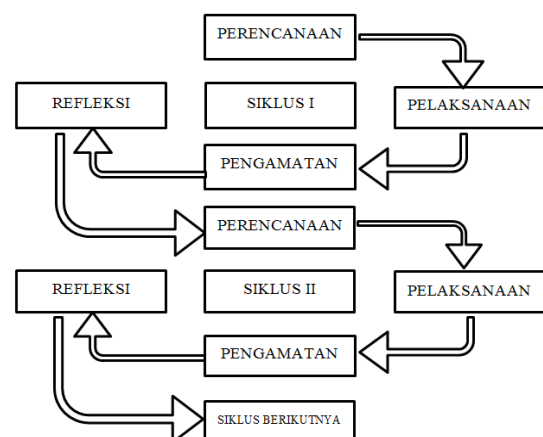 PERENCANAAN
REFLEKSI
SIKLUS I
PELAKSANAAN
PENGAMATAN
PERENCANAAN
REFLEKSI
SIKLUS II
PELAKSANAAN
PENGAMATAN
SIKLUS BERIKUTNYA